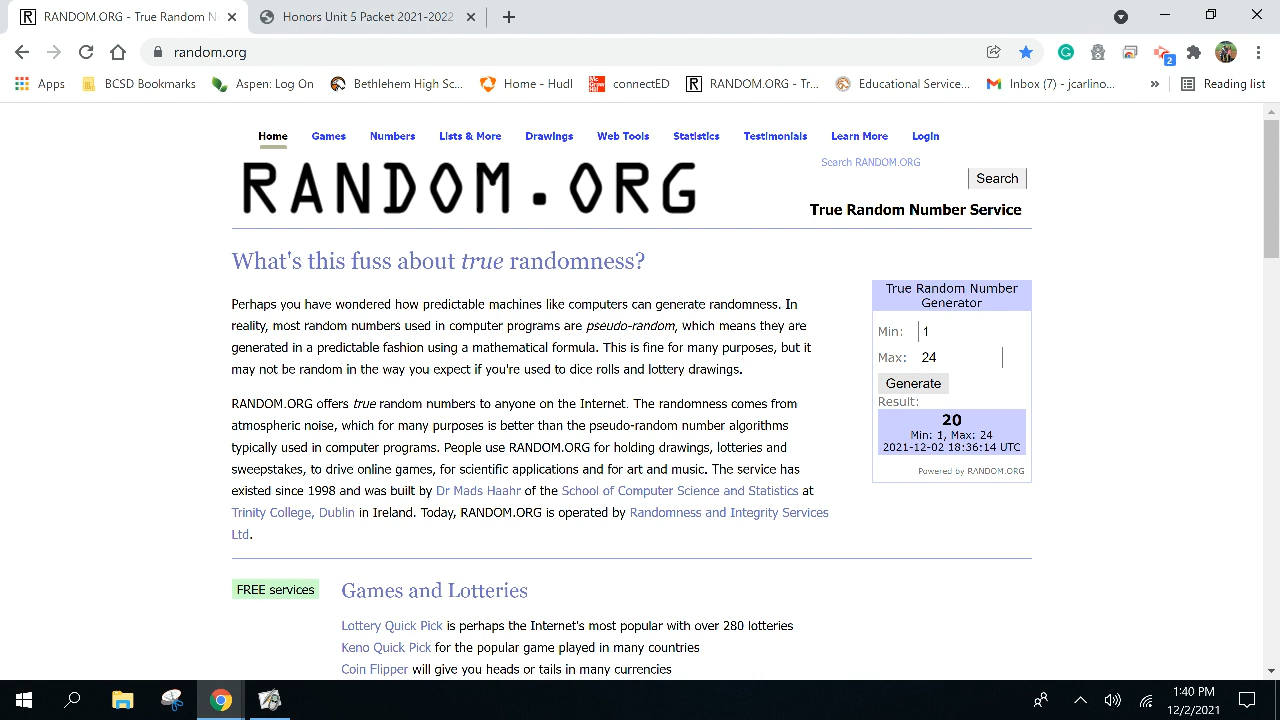 RANDOM.ORG - True Random N
Honors Unit 5 Packet 2021-2022
random.org
2
Apps
BCSD Bookmarks
Aspen: Log On
Bethlehem High Sc...
Home - Hudl
connectED
RANDOM.ORG - Tr...
Educational Service...
Inbox (7) - jcarlino...
»
Reading list
Home
Games
Numbers
Lists & More
Drawings
Web Tools
Statistics
Testimonials
Learn More
Login
RANDOM.ORG
Search RANDOM.ORG
Search
True Random Number Service
What's this fuss about true randomness?
Perhaps you have wondered how predictable machines like computers can generate randomness. In
reality, most random numbers used in computer programs are pseudo-random, which means they are
generated in a predictable fashion using a mathematical formula. This is fine for many purposes, but it
may not be random in the way you expect if you're used to dice rolls and lottery drawings.
RANDOM.ORG offers true random numbers to anyone on the Internet. The randomness comes from
atmospheric noise, which for many purposes is better than the pseudo-random number algorithms
typically used in computer programs. People use RANDOM.ORG for holding drawings, lotteries and
sweepstakes, to drive online games, for scientific applications and for art and music. The service has
existed since 1998 and was built by Dr Mads Haahr of the School of Computer Science and Statistics at
Trinity College, Dublin in Ireland. Today, RANDOM.ORG is operated by Randomness and Integrity Services
Ltd.
True Random Number
Generator
Min: 1
Max: 24
Generate
Result:
20
Min: 1, Max: 24
2021-12-02 18:36:14 UTC
Powered by RANDOM.ORG
FREE services
Games and Lotteries
Lottery Quick Pick is perhaps the Internet's most popular with over 280 lotteries
Keno Quick Pick for the popular game played in many countries
Coin Flipper will give you heads or tails in many currencies
1:40 PM
12/2/2021